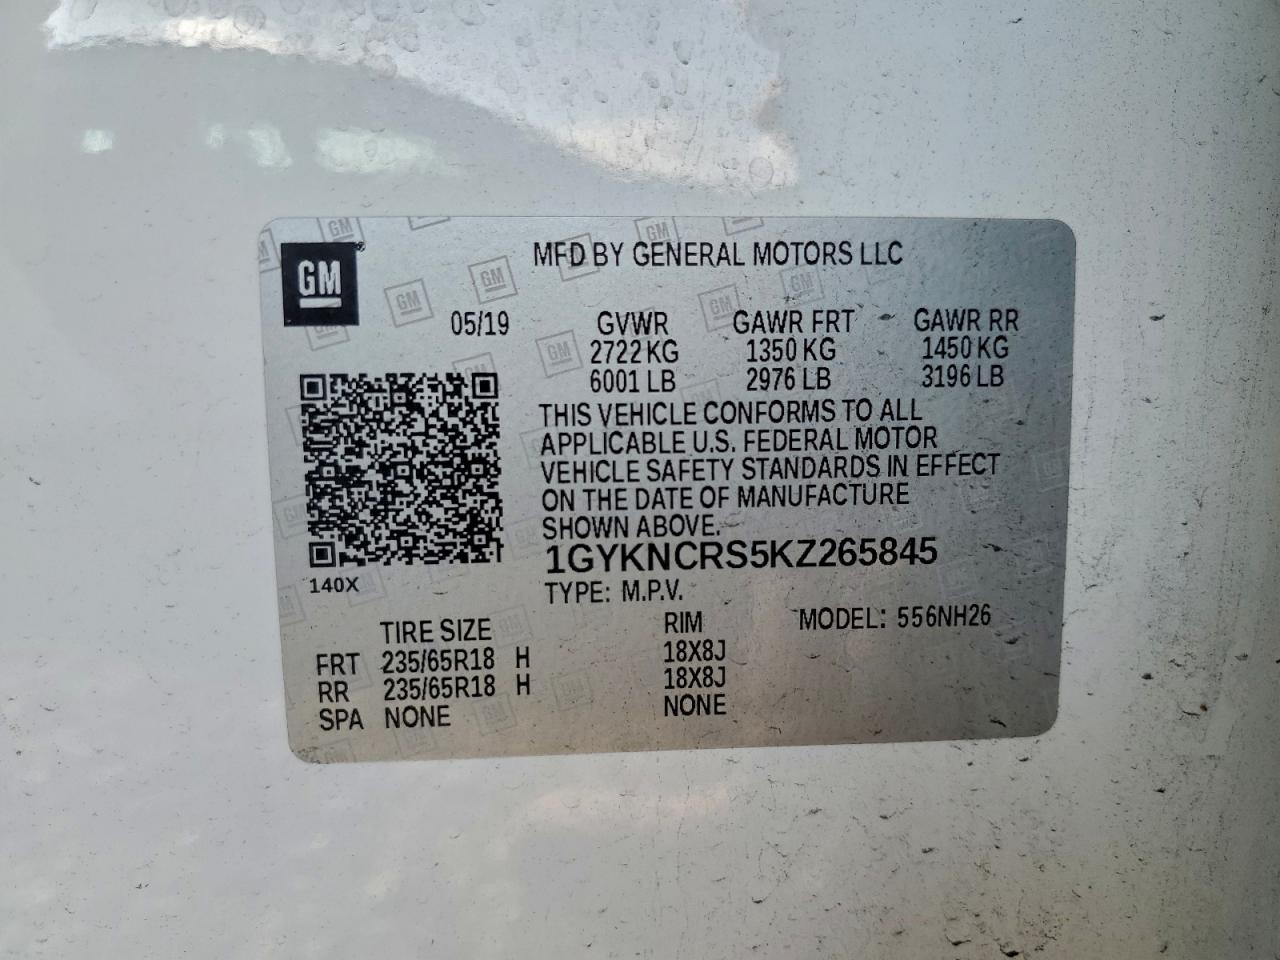 GM
MFD BY GENERAL MOTORS LLC
05/19 GVWR GAWR FRT GAWR RR
2722 KG 1350 KG 1450 KG
6001 LB 2976 LB 3196 LB
THIS VEHICLE CONFORMS TO ALL
APPLICABLE U.S. FEDERAL MOTOR
VEHICLE SAFETY STANDARDS IN EFFECT
ON THE DATE OF MANUFACTURE
SHOWN ABOVE.
1GYKNCRS5KZ265845
140X
TYPE: M.P.V.
TIRE SIZE RIM MODEL: 556NH26
FRT 235/65R18 H 18X8J
RR 235/65R18 H 18X8J
SPA NONE NONE